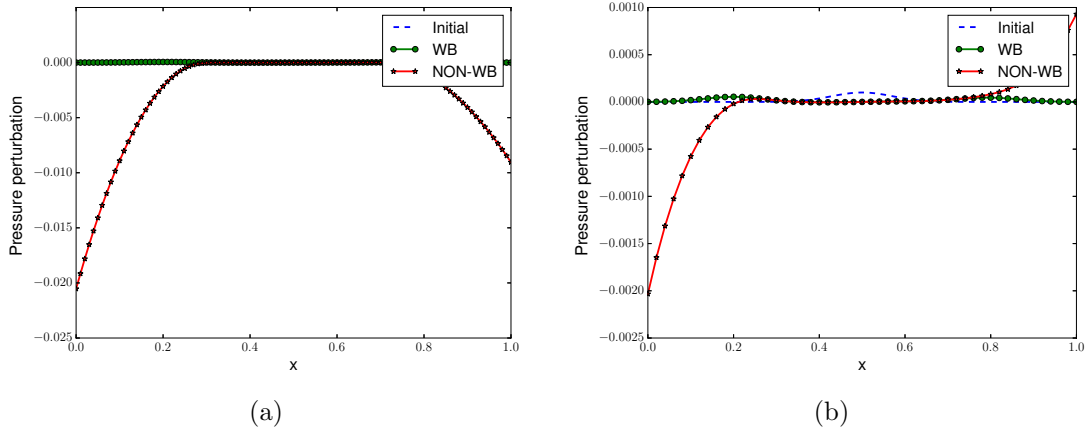 0.000
−0.005
−0.010
−0.015
−0.020
−0.025
Pressure perturbation
0.0 0.2 0.4 0.6 0.8 1.0
x
Initial
WB
NON-WB
(a)
0.0010
0.0005
0.0000
−0.0005
−0.0010
−0.0015
−0.0020
−0.0025
Pressure perturbation
0.0 0.2 0.4 0.6 0.8 1.0
x
Initial
WB
NON-WB
(b)